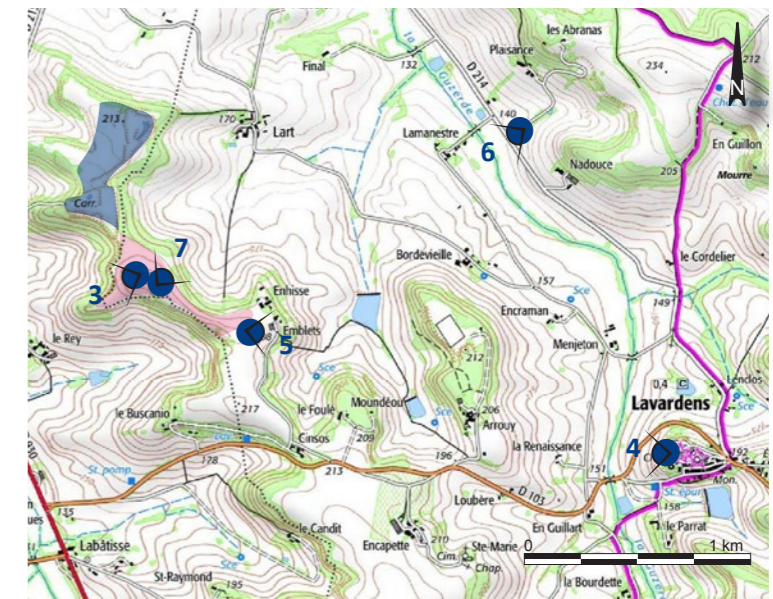 213
les Abranas
la Guzerde
Plaisance
212
N
Final
132
D 214
234
Chât. d'eau
213
170
Lart
140
Lamanestre
6
En Guillon
Nadouce
205
Mourre
Carr.
7
3
Bordevieille
le Cordelier
157
Enhisse
Sce
149
Encraman
le Rey
Emblets
5
Menjeton
212
Sce
0,4
C
Lenclos
le Buscanio
217
le Foulé
Moundéou
206
Lavardens
Sce
Sce
Arrouy
Cinsos
209
la Renaissance
4
192
178
196
St. pomp.
213
151
Mon.
D 103
St. épur.
930
Loubère
158
135
En Guillart
le Parrat
le Candit
Encapette
210
Labâtisse
Cim.
Ste-Marie
Chap.
0
1 km
Sce
St-Raymond
195
la Bourdette